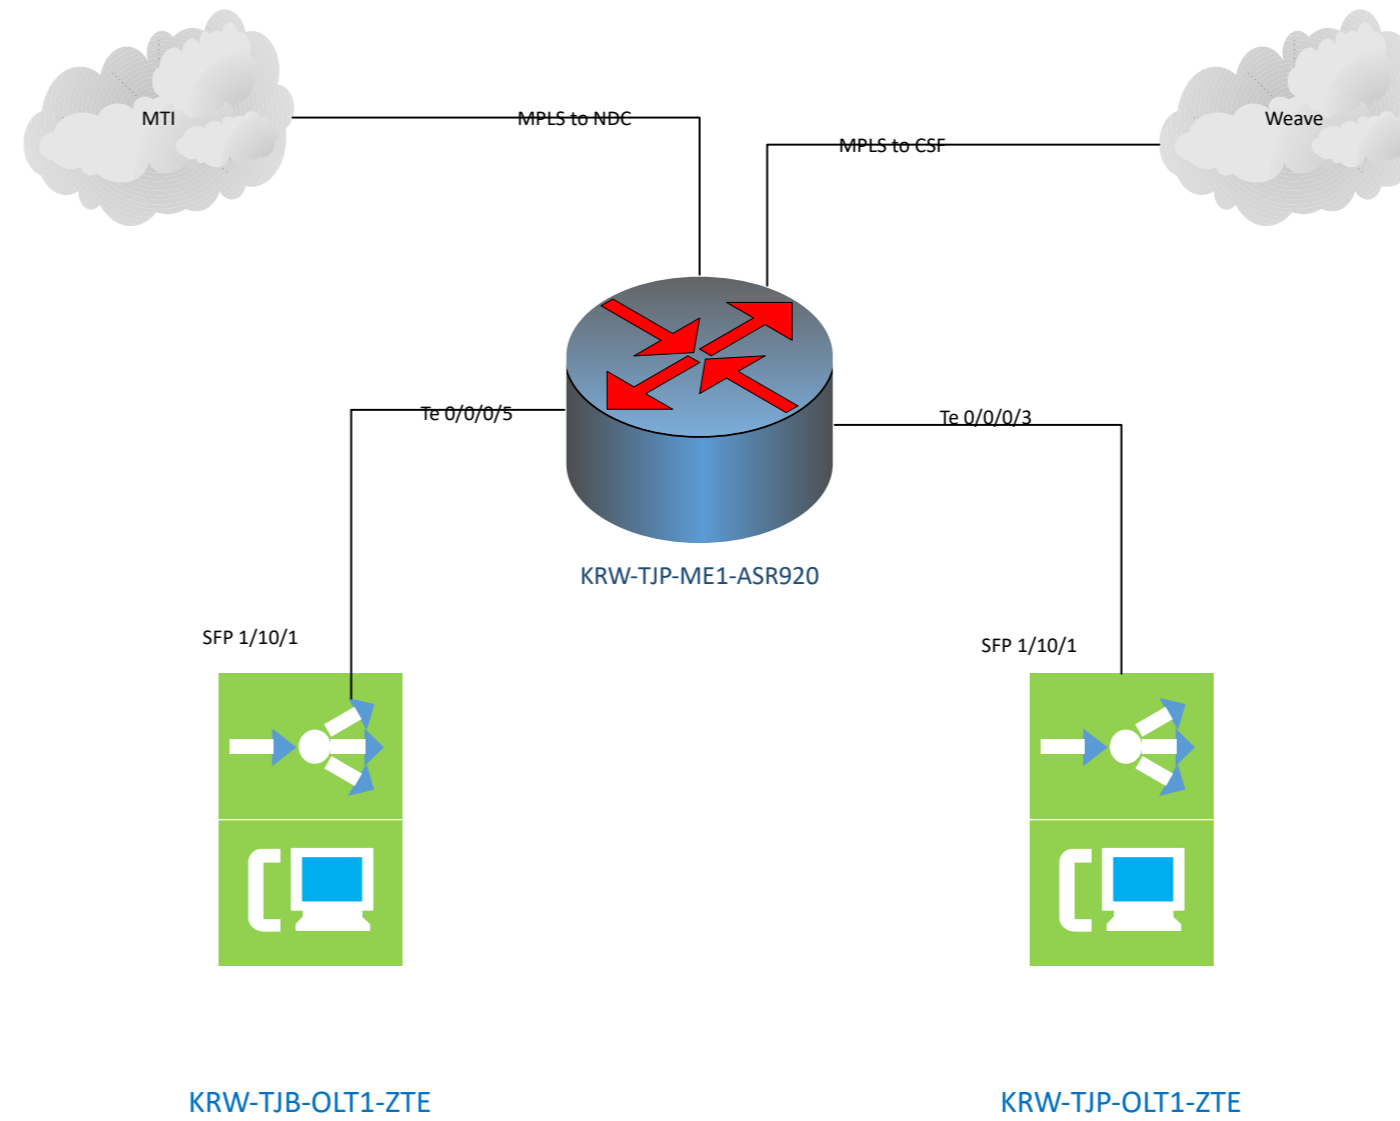 MTI
MPLS to NDC
Weave
MPLS to CSF
Te 0/0/0/5
Te 0/0/0/3
KRW-TJP-ME1-ASR920
SFP 1/10/1
SFP 1/10/1
KRW-TJB-OLT1-ZTE
KRW-TJP-OLT1-ZTE